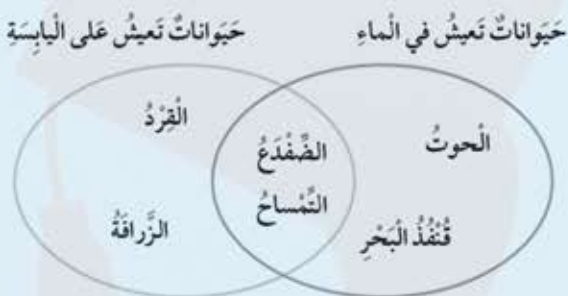 حَيَواناتٌ تَعيشُ في الْماءِ
حَيَواناتٌ تَعيشُ عَلى الْيابِسَةِ
الْحوتُ
قُنْفُذُ الْبَحْرِ
الضِّفْدَعُ
التِّمْساحُ
الْقِرْدُ
الزَّرافَةُ